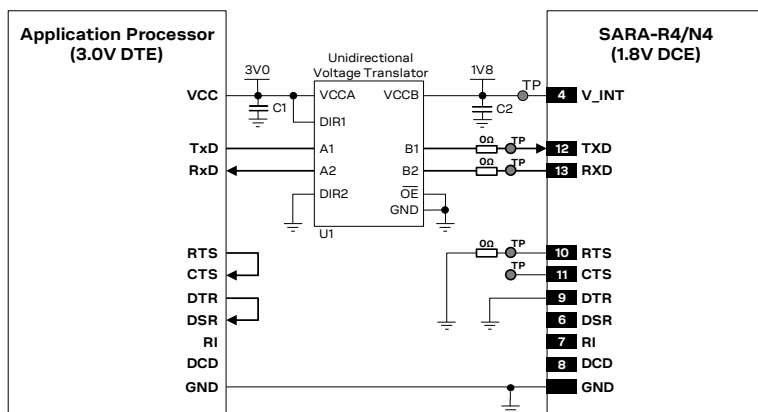 Application Processor
(3.0V DTE)
SARA-R4/N4
(1.8V DCE)
Unidirectional
Voltage Translator
3V0
1V8
TP
VCC
VCCA
VCCB
4
V_INT
C1
C2
DIR1
TxD
A1
B1
0Ω
TP
12
TXD
RxD
A2
B2
0Ω
TP
13
RXD
DIR2
OE
GND
U1
RTS
0Ω
TP
10
RTS
CTS
TP
11
CTS
DTR
9
DTR
DSR
6
DSR
RI
7
RI
DCD
8
DCD
GND
GND